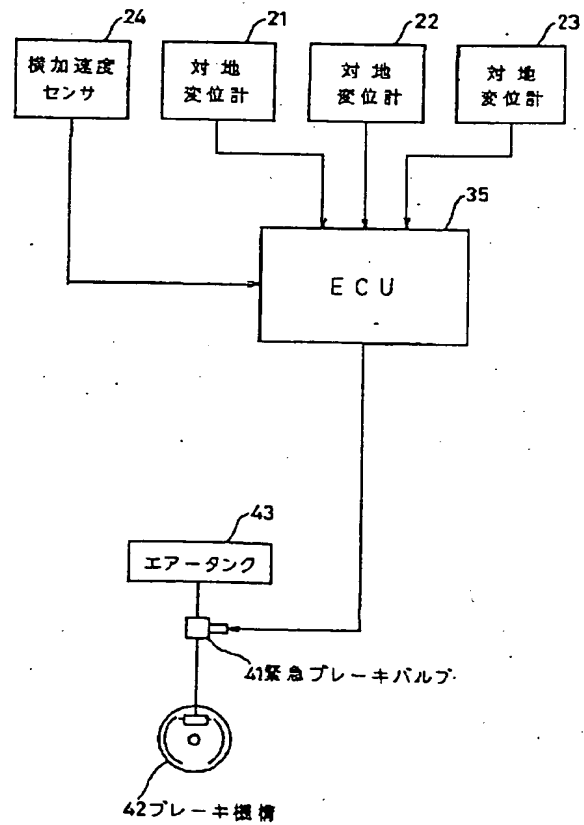 24
21
22
23
横加速度
センサ
対地
変位計
対地
変位計
対地
変位計
35
ECU
43
エアータンク
41緊急ブレーキバルブ
42ブレーキ機構